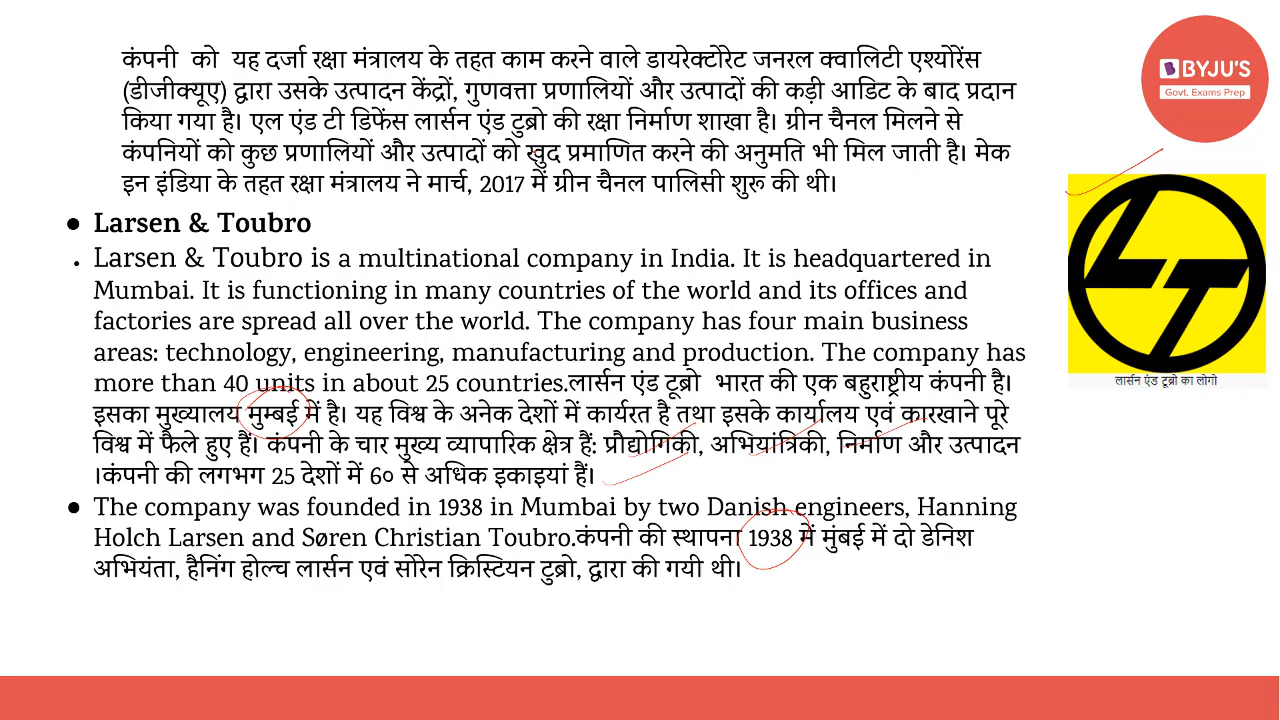 कंपनी को यह दर्जा रक्षा मंत्रालय के तहत काम करने वाले डायरेक्टोरेट जनरल क्वालिटी एश्योरेंस
(डीजीक्यूए) द्वारा उसके उत्पादन केंद्रों, गुणवत्ता प्रणालियों और उत्पादों की कड़ी आडिट के बाद प्रदान
किया गया है। एल एंड टी डिफेंस लार्सन एंड टुब्रो की रक्षा निर्माण शाखा है। ग्रीन चैनल मिलने से
कंपनियों को कुछ प्रणालियों और उत्पादों को खुद प्रमाणित करने की अनुमति भी मिल जाती है। मेक
इन इंडिया के तहत रक्षा मंत्रालय ने मार्च, 2017 में ग्रीन चैनल पालिसी शुरू की थी।
BYJU'S
Govt. Exams Prep
● Larsen & Toubro
. Larsen & Toubro is a multinational company in India. It is headquartered in
Mumbai. It is functioning in many countries of the world and its offices and
factories are spread all over the world. The company has four main business
areas: technology, engineering, manufacturing and production. The company has
more than 40 units in about 25 countries.लार्सन एंड टूब्रो भारत की एक बहुराष्ट्रीय कंपनी है।
इसका मुख्यालय मुम्बई में है। यह विश्व के अनेक देशों में कार्यरत है तथा इसके कार्यालय एवं कारखाने पूरे
विश्व में फैले हुए हैं। कंपनी के चार मुख्य व्यापारिक क्षेत्र हैं: प्रौद्योगिकी, अभियांत्रिकी, निर्माण और उत्पादन
।कंपनी की लगभग 25 देशों में 6० से अधिक इकाइयां हैं।
● The company was founded in 1938 in Mumbai by two Danish engineers, Hanning
Holch Larsen and Søren Christian Toubro.कंपनी की स्थापना 1938 में मुंबई में दो डेनिश
अभियंता, हैनिंग होल्च लार्सन एवं सोरेन क्रिस्टियन टुब्रो, द्वारा की गयी थी।
LT
लार्सन एंड टूब्रो का लोगो